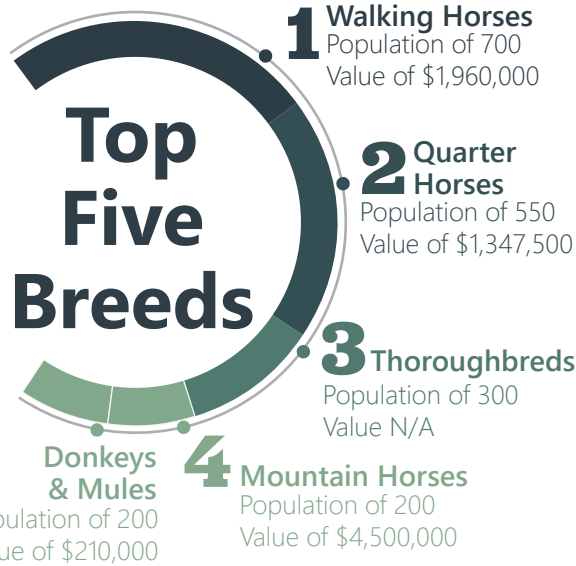 Top
Five
Breeds
1 Walking Horses
Population of 700
Value of $1,960,000
2 Quarter
Horses
Population of 550
Value of $1,347,500
3 Thoroughbreds
Population of 300
Value N/A
4 Mountain Horses
Population of 200
Value of $4,500,000
Donkeys
& Mules
of 200
of $210,000